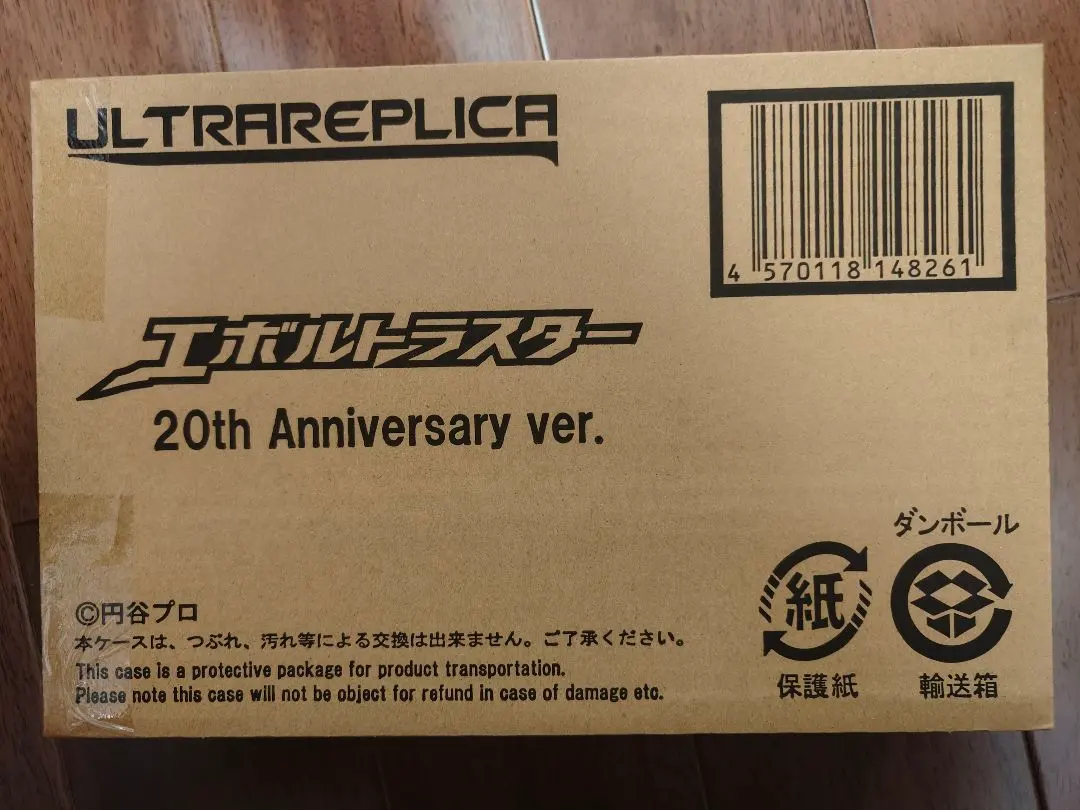 ULTRAREPLICA
4 570118 148261
エボルトラスター
20th Anniversary ver.
ダンボール
紙
保護紙
輸送箱
©円谷プロ
本ケースは、つぶれ、汚れ等による交換は出来ません。ご了承ください。
This case is a protective package for product transportation.
Please note this case will not be object for refund in case of damage etc.